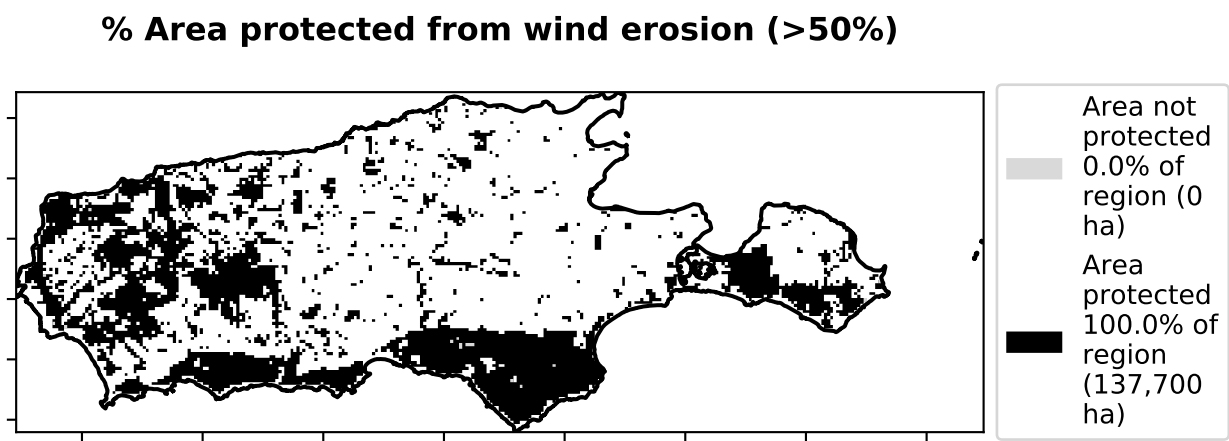 % Area protected from wind erosion (>50%)
Area not
protected
0.0% of
region (0
ha)
Area
protected
100.0% of
region
(137,700
ha)